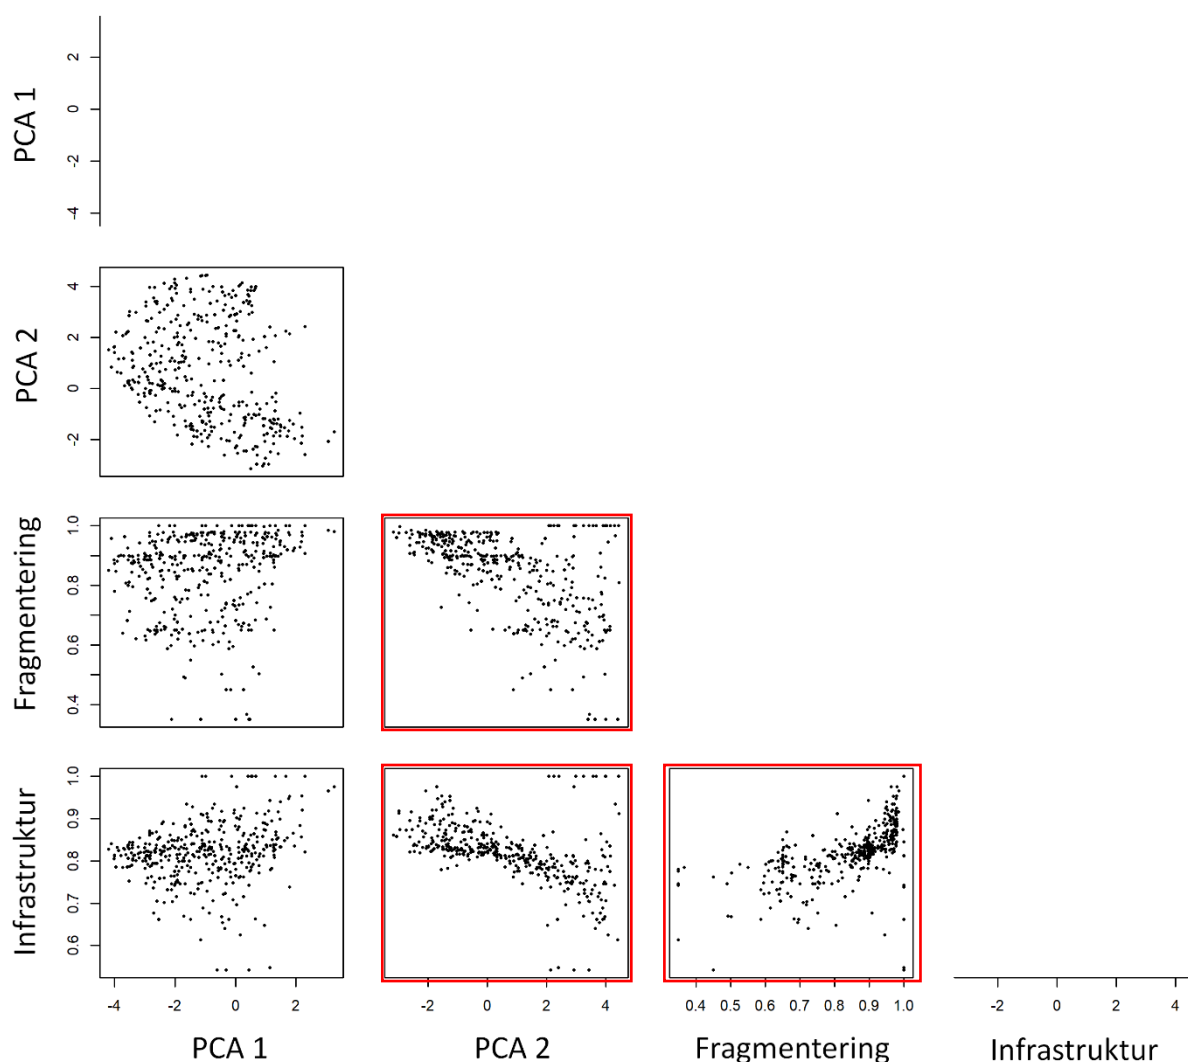 PCA 1
2
0
-2
-4
PCA 2
4
2
0
-2
Fragmentering
1.0
0.8
0.6
0.4
Infrastruktur
1.0
0.9
0.8
0.7
0.6
-4 -2 0 2
-2 0 2 4
0.4 0.5 0.6 0.7 0.8 0.9 1.0
-2 0 2 4
PCA 1 PCA 2 Fragmentering Infrastruktur